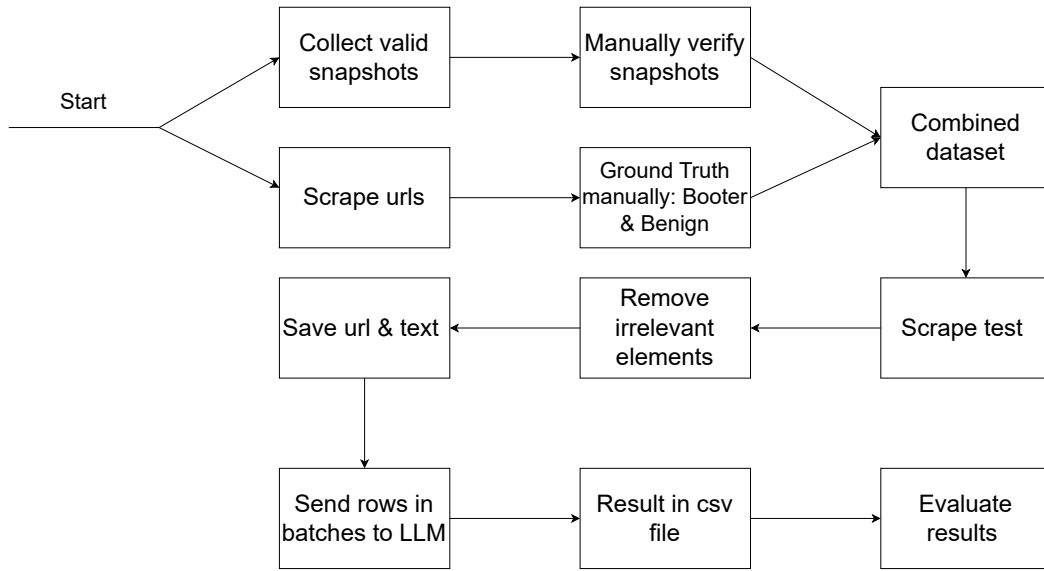 Start
Collect valid
snapshots
Manually verify
snapshots
Scrape urls
Ground Truth
manually: Booter
& Benign
Combined
dataset
Scrape test
Remove
irrelevant
elements
Save url & text
Send rows in
batches to LLM
Result in csv
file
Evaluate
results